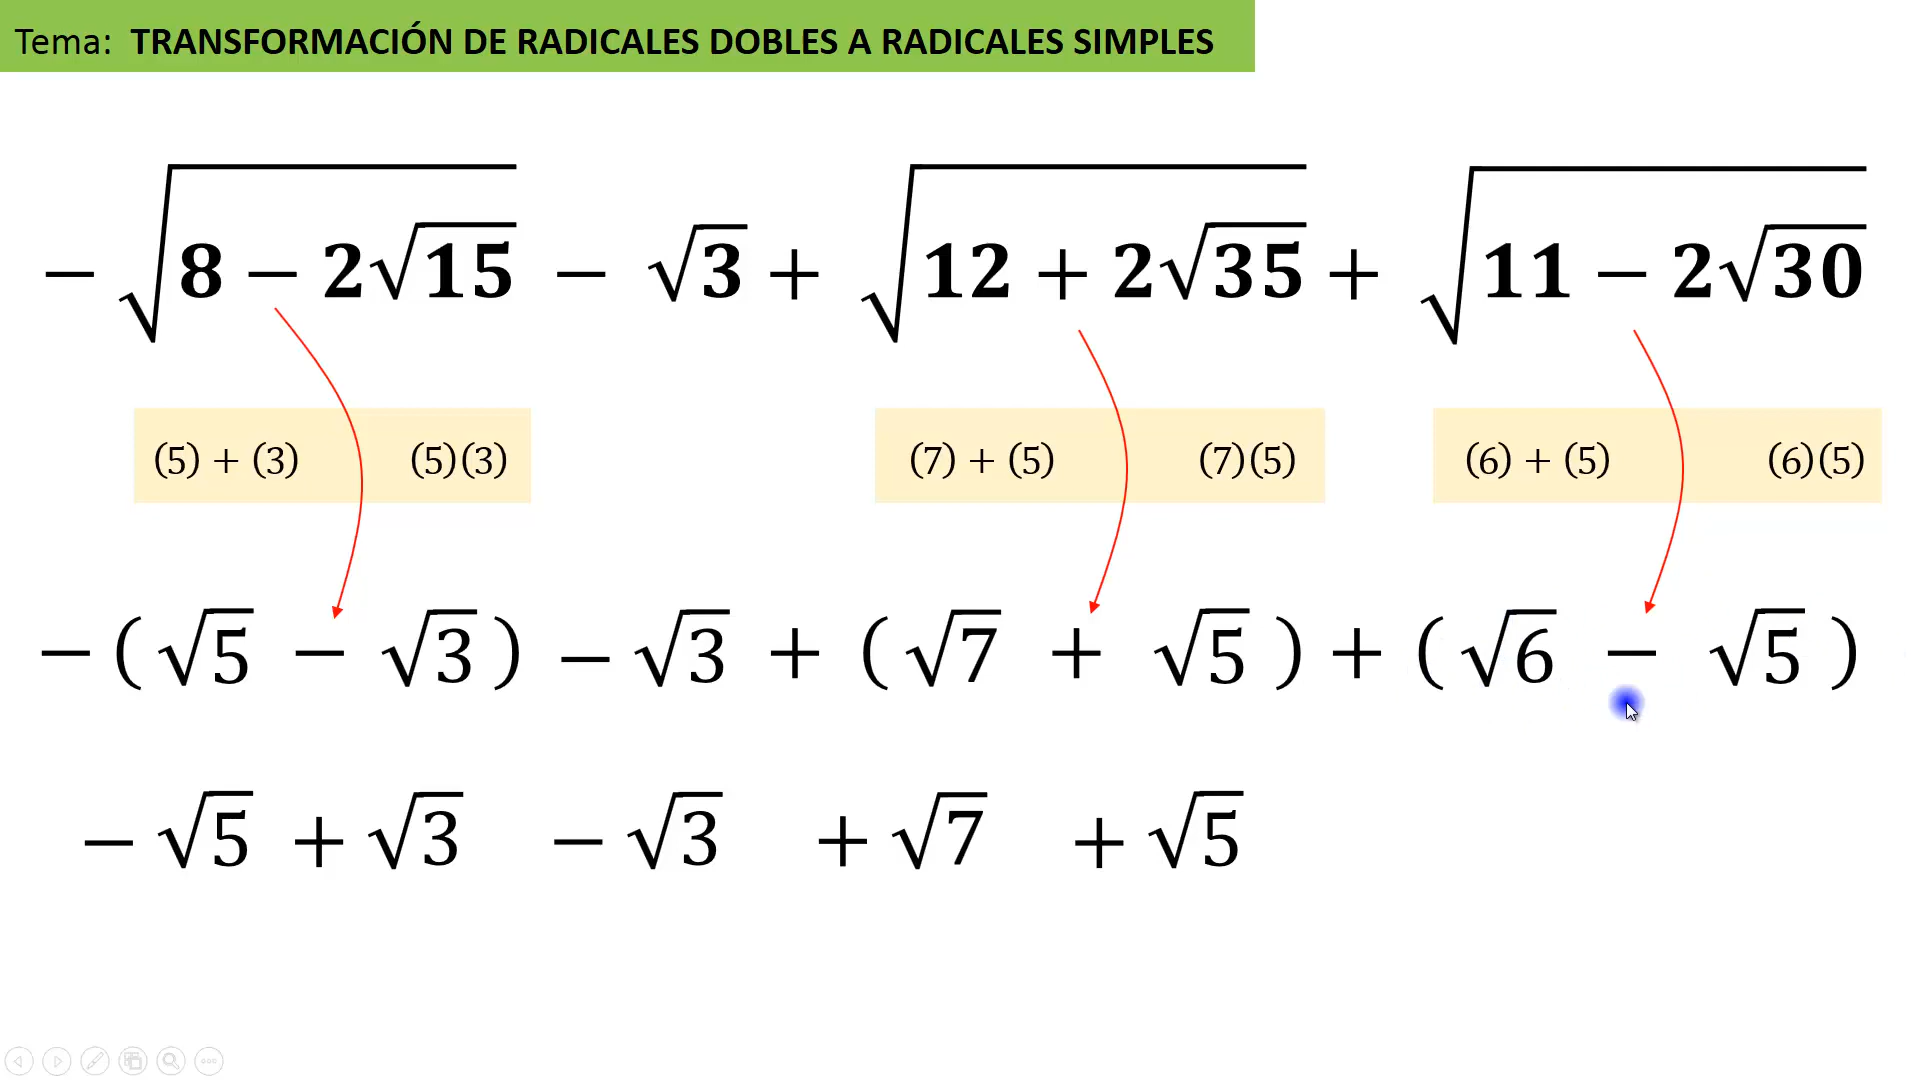 Tema: TRANSFORMACIÓN DE RADICALES DOBLES A RADICALES SIMPLES
− √(8 − 2√15) − √3 + √(12 + 2√35) + √(11 − 2√30)
(5) + (3) (5)(3) (7) + (5) (7)(5) (6) + (5) (6)(5)
−(√5 − √3) − √3 + (√7 + √5) + (√6 − √5)
− √5 + √3 − √3 + √7 + √5